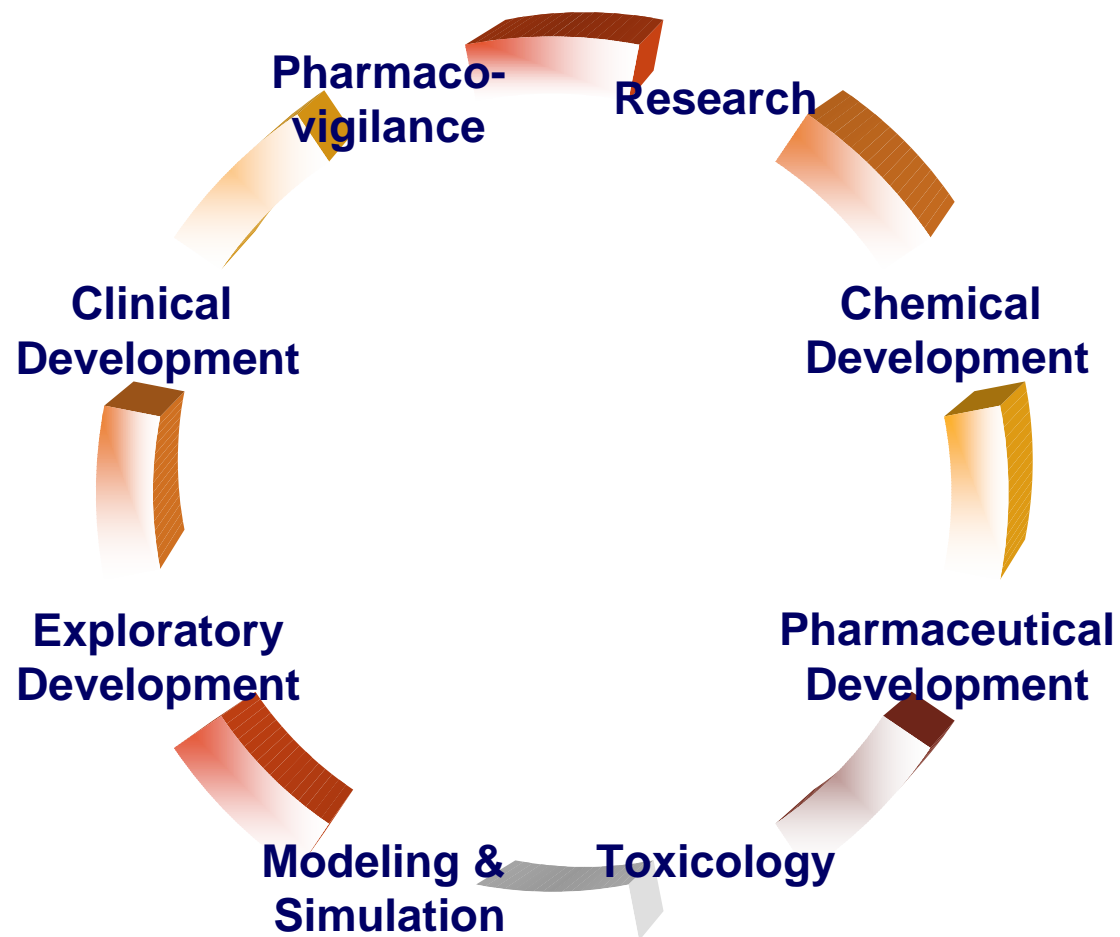 Pharmaco-
vigilance
Research
Clinical
Development
Chemical
Development
Exploratory
Development
Pharmaceutical
Development
Modeling &
Simulation
Toxicology